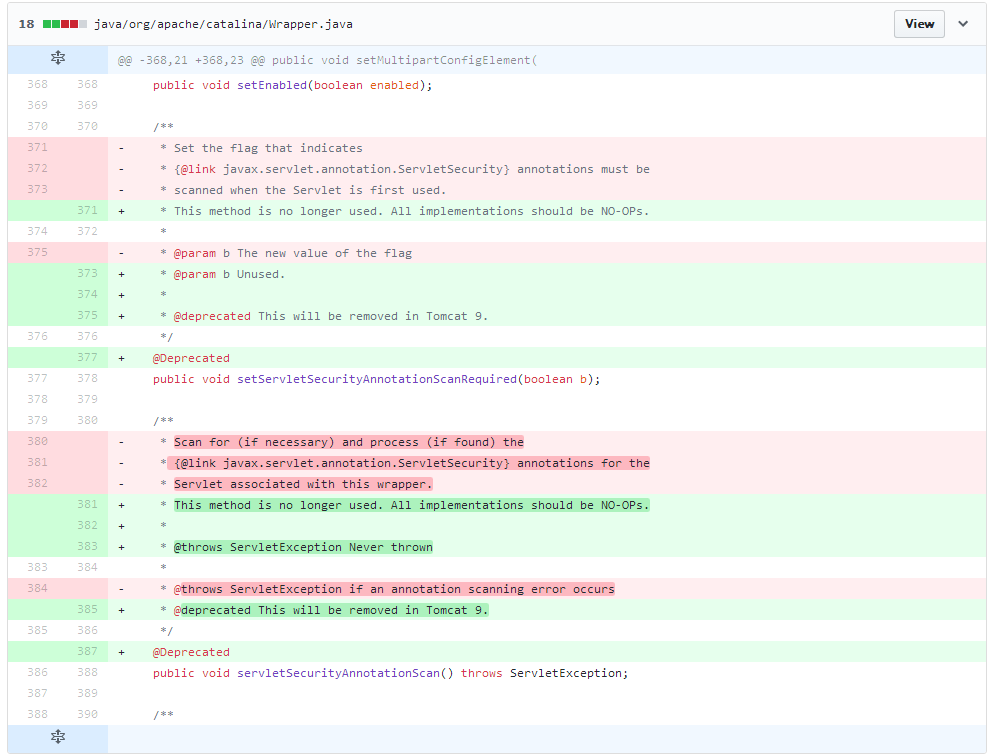 18 java/org/apache/catalina/Wrapper.java View
@@ -368,21 +368,23 @@ public void setMultipartConfigElement(
368 368 public void setEnabled(boolean enabled);
369 369
370 370 /**
371 - * Set the flag that indicates
372 - * {@link javax.servlet.annotation.ServletSecurity} annotations must be
373 - * scanned when the Servlet is first used.
371 + * This method is no longer used. All implementations should be NO-OPs.
374 372 *
375 - * @param b The new value of the flag
373 + * @param b Unused.
374 + *
375 + * @deprecated This will be removed in Tomcat 9.
376 376 */
377 + @Deprecated
377 378 public void setServletSecurityAnnotationScanRequired(boolean b);
378 379
379 380 /**
380 - * Scan for (if necessary) and process (if found) the
381 - * {@link javax.servlet.annotation.ServletSecurity} annotations for the
382 - * Servlet associated with this wrapper.
381 + * This method is no longer used. All implementations should be NO-OPs.
382 + *
383 + * @throws ServletException Never thrown
383 384 *
384 - * @throws ServletException if an annotation scanning error occurs
385 + * @deprecated This will be removed in Tomcat 9.
385 386 */
387 + @Deprecated
386 388 public void servletSecurityAnnotationScan() throws ServletException;
387 389
388 390 /**